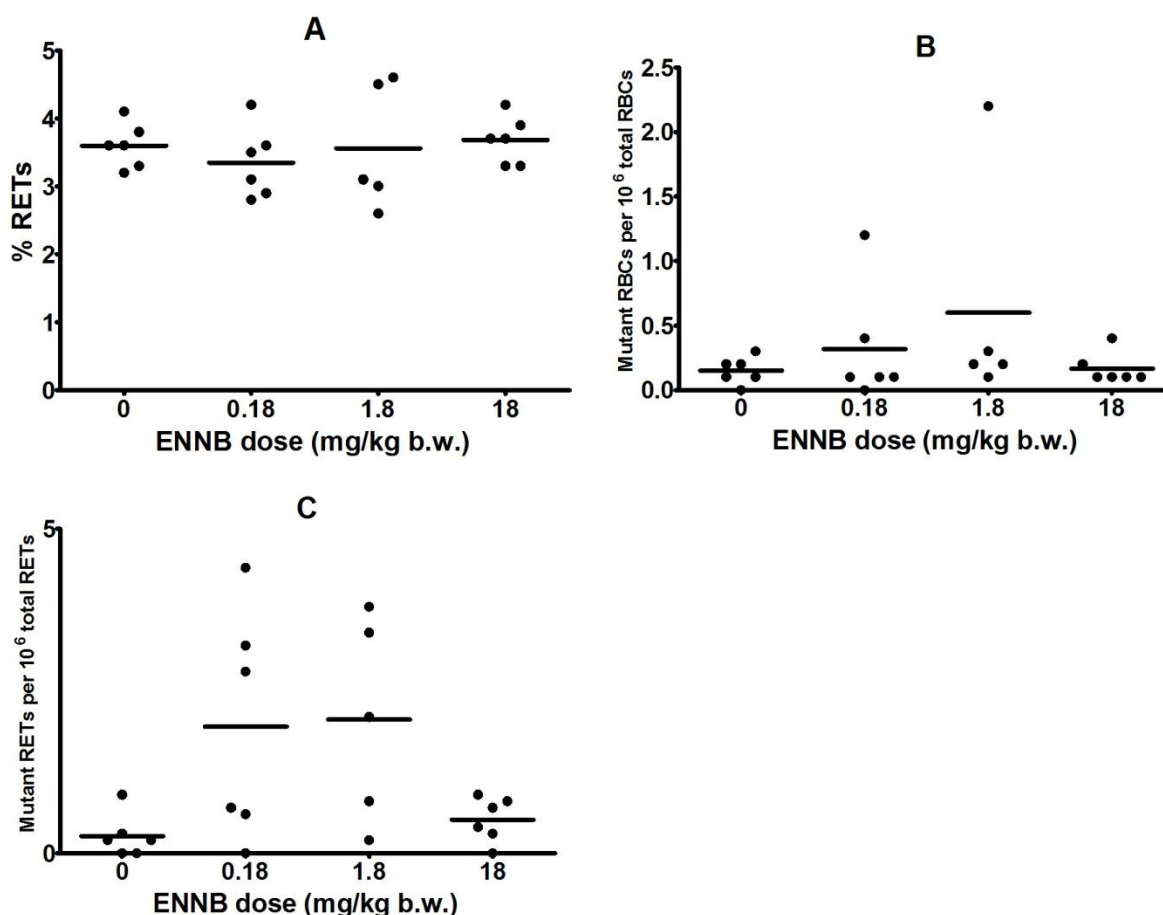 A
5
4
3
2
1
0
% RETs
0 0.18 1.8 18
ENNB dose (mg/kg b.w.)
B
2.5
2.0
1.5
1.0
0.5
0.0
Mutant RBCs per 10⁶ total RBCs
0 0.18 1.8 18
ENNB dose (mg/kg b.w.)
C
5
0
Mutant RETs per 10⁶ total RETs
0 0.18 1.8 18
ENNB dose (mg/kg b.w.)